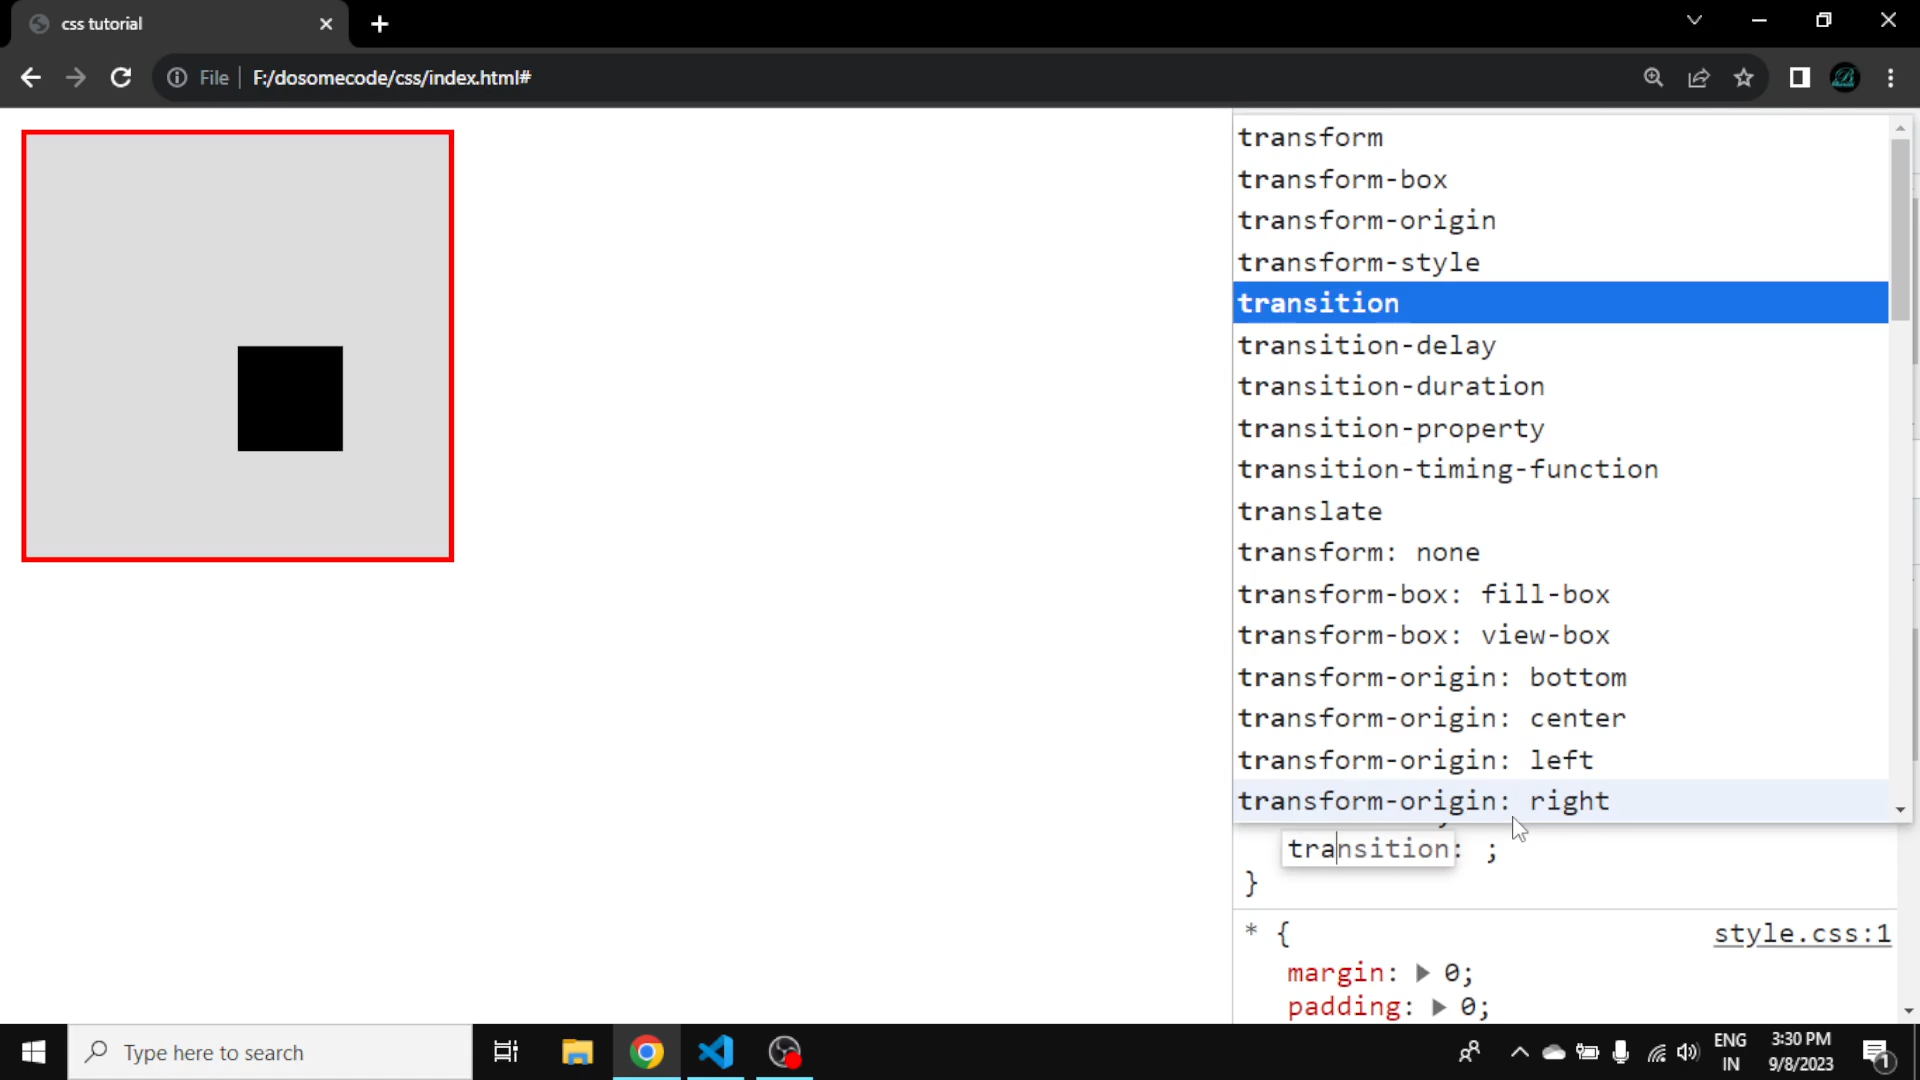 css tutorial
File F:/dosomecode/css/index.html#
transform
transform-box
transform-origin
transform-style
transition
transition-delay
transition-duration
transition-property
transition-timing-function
translate
transform: none
transform-box: fill-box
transform-box: view-box
transform-origin: bottom
transform-origin: center
transform-origin: left
transform-origin: right
transition: ;
}
* { style.css:1
margin: 0;
padding: 0;
Type here to search
ENG
IN
3:30 PM
9/8/2023
1